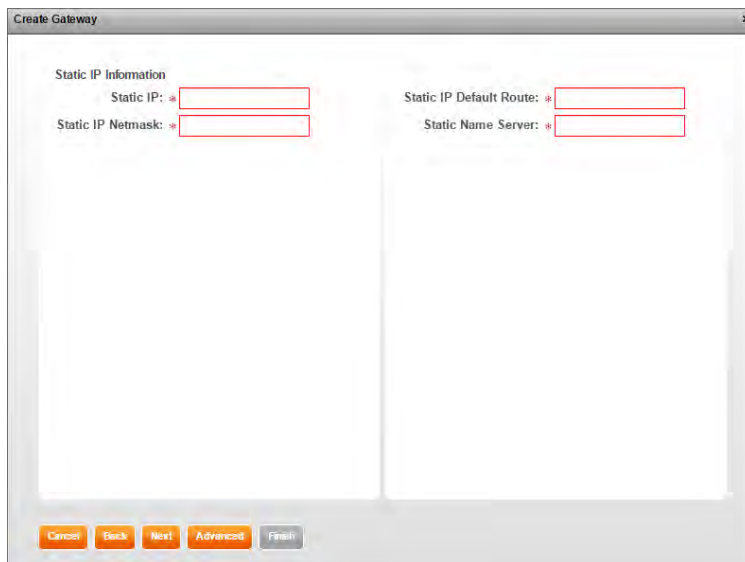 Create Gateway
Static IP Information
Static IP: *
Static IP Default Route: *
Static IP Netmask: *
Static Name Server: *
Cancel Back Next Advanced Finish